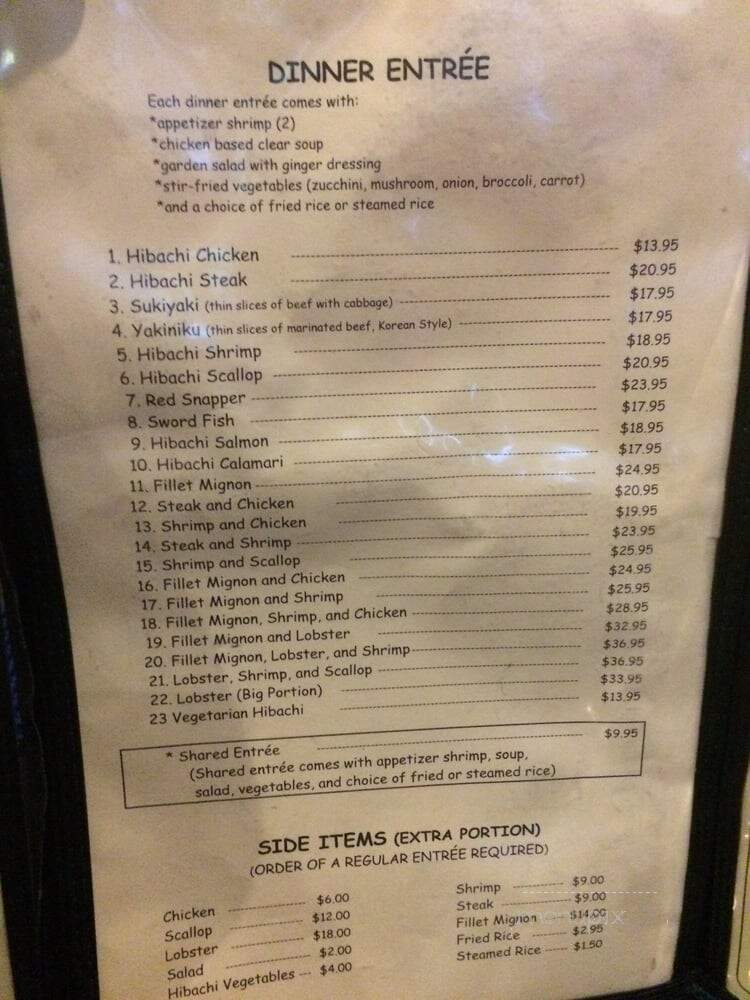 DINNER ENTRÉE
Each dinner entrée comes with:
*appetizer shrimp (2)
*chicken based clear soup
*garden salad with ginger dressing
*stir-fried vegetables (zucchini, mushroom, onion, broccoli, carrot)
*and a choice of fried rice or steamed rice
1. Hibachi Chicken $13.95
2. Hibachi Steak $20.95
3. Sukiyaki (thin slices of beef with cabbage) $17.95
4. Yakiniku (thin slices of marinated beef, Korean Style) $17.95
5. Hibachi Shrimp $18.95
6. Hibachi Scallop $20.95
7. Red Snapper $23.95
8. Sword Fish $17.95
9. Hibachi Salmon $18.95
10. Hibachi Calamari $17.95
11. Fillet Mignon $24.95
12. Steak and Chicken $20.95
13. Shrimp and Chicken $19.95
14. Steak and Shrimp $23.95
15. Shrimp and Scallop $25.95
16. Fillet Mignon and Chicken $24.95
17. Fillet Mignon and Shrimp $25.95
18. Fillet Mignon, Shrimp, and Chicken $28.95
19. Fillet Mignon and Lobster $32.95
20. Fillet Mignon, Lobster, and Shrimp $36.95
21. Lobster, Shrimp, and Scallop $36.95
22. Lobster (Big Portion) $33.95
23 Vegetarian Hibachi $13.95
* Shared Entrée $9.95
(Shared entrée comes with appetizer shrimp, soup,
salad, vegetables, and choice of fried or steamed rice)
SIDE ITEMS (EXTRA PORTION)
(ORDER OF A REGULAR ENTRÉE REQUIRED)
Chicken $6.00
Scallop $12.00
Lobster $18.00
Salad $2.00
Hibachi Vegetables $4.00
Shrimp $9.00
Steak $9.00
Fillet Mignon $14.00
Fried Rice $2.95
Steamed Rice $1.50